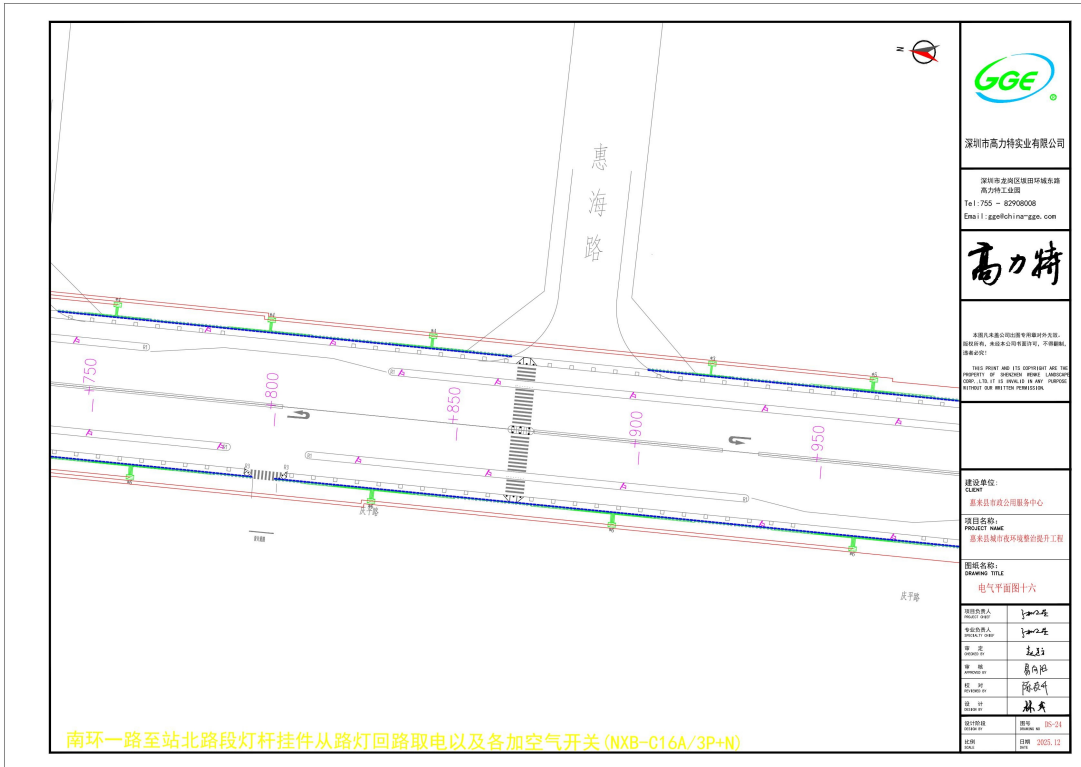 N
GGE
深圳市高力特实业有限公司
深圳市龙岗区坂田环城东路
高力特工业园
Tel:755 - 82908008
Email:gge@china-gge.com
高力特
本图凡未盖公司出图专用章对外无效。
版权所有，未经本公司书面许可，不得翻制，
违者必究!
THIS PRINT AND ITS COPYRIGHT ARE THE
PROPERTY OF SHENZHEN WENKE LANDSCAPE
CORP.,LTD.IT IS INVALID IN ANY PURPOSE
WITHOUT OUR WRITTEN PERMISSION.
建设单位:
CLIENT
惠来县市政公用服务中心
项目名称:
PROJECT NAME
惠来县城市夜环境整治提升工程
图纸名称:
DRAWING TITLE
电气平面图十六
项目负责人
PROJECT CHIEF
专业负责人
SPECIALTY CHIEF
审 定
CHECKED BY
审 核
APPROVED BY
校 对
REVIEWED BY
设 计
DESIGN BY
设计阶段
DESIGN BY
图号 DS-24
DRAWING NO
比例
SCALE
日期 2025.12
DATE
惠海路
+750
+800
+850
+900
+950
庆平路
庆平路
南环一路至站北路段灯杆挂件从路灯回路取电以及各加空气开关(NXB-C16A/3P+N)